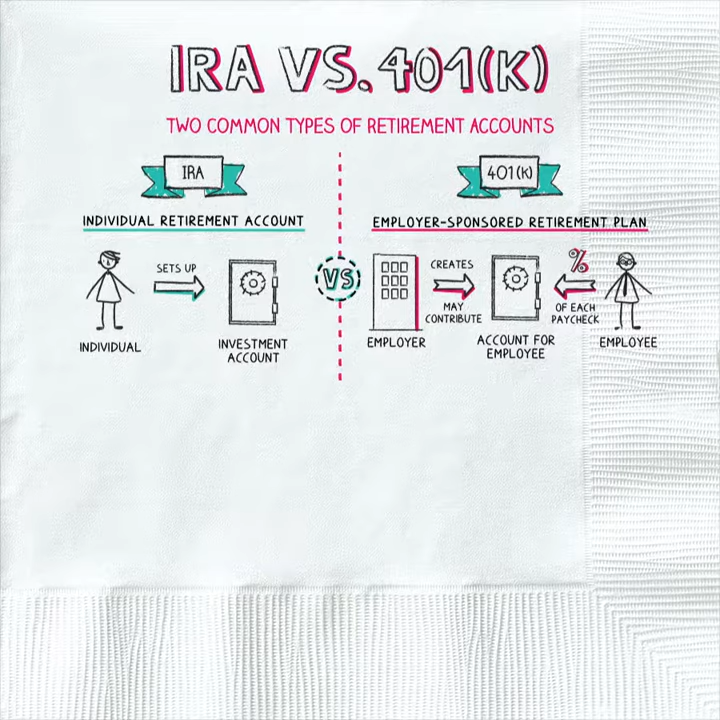 IRA VS. 401(K)
TWO COMMON TYPES OF RETIREMENT ACCOUNTS
IRA
INDIVIDUAL RETIREMENT ACCOUNT
INDIVIDUAL
SETS UP
INVESTMENT
ACCOUNT
VS
401(K)
EMPLOYER-SPONSORED RETIREMENT PLAN
EMPLOYER
CREATES
MAY
CONTRIBUTE
ACCOUNT FOR
EMPLOYEE
%
OF EACH
PAYCHECK
EMPLOYEE